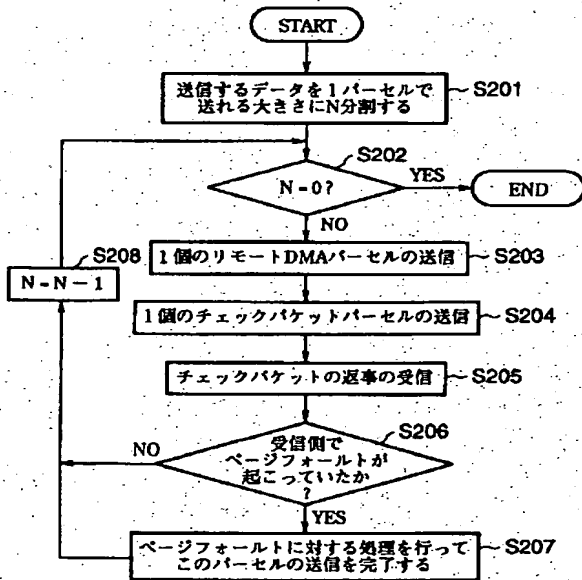 START
送信するデータを1パーセルで
送れる大きさにN分割する
S201
S202
N=0?
YES
END
NO
S208
N=N-1
1個のリモートDMAパーセルの送信
S203
1個のチェックパケットパーセルの送信
S204
チェックパケットの返事の受信
S205
S206
受信側で
ページフォールトが
起こっていたか
?
NO
YES
ページフォールトに対する処理を行って
このパーセルの送信を完了する
S207